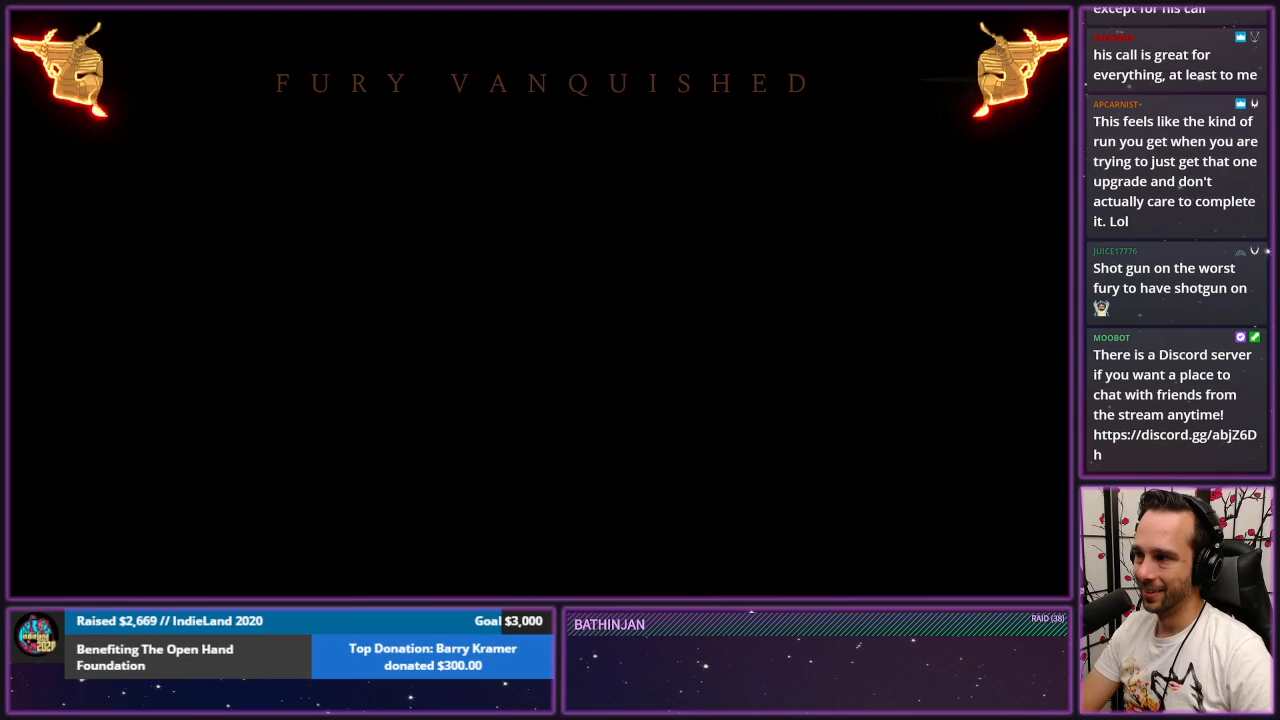 FURY VANQUISHED
except for his call
his call is great for
everything, at least to me
APCARNIST-
This feels like the kind of
run you get when you are
trying to just get that one
upgrade and don't
actually care to complete
it. Lol
JUICE17776
Shot gun on the worst
fury to have shotgun on
MOOBOT
There is a Discord server
if you want a place to
chat with friends from
the stream anytime!
https://discord.gg/abjZ6D
h
Raised $2,669 // IndieLand 2020
Goal $3,000
Benefiting The Open Hand
Foundation
Top Donation: Barry Kramer
donated $300.00
BATHINJAN
RAID (38)